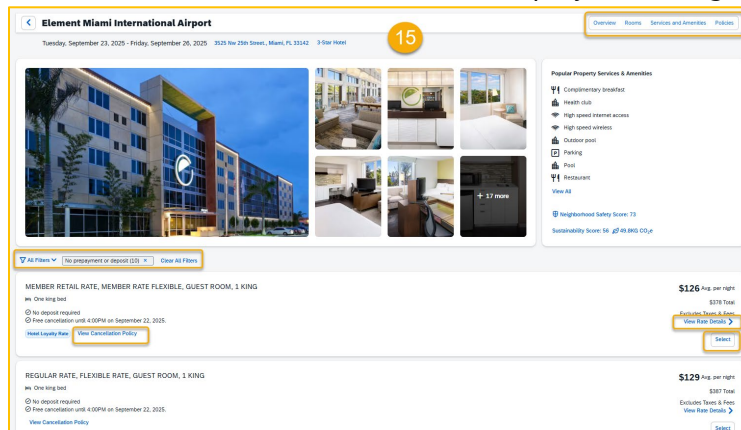 Element Miami International Airport
Overview Rooms Services and Amenities Policies
15
Tuesday, September 23, 2025 - Friday, September 26, 2025 3525 Nw 25th Street., Miami, FL 33142 3-Star Hotel
Popular Property Services & Amenities
Complimentary breakfast
Health club
High speed internet access
High speed wireless
Outdoor pool
P Parking
Pool
Restaurant
View All
+ 17 more
Neighborhood Safety Score: 73
Sustainability Score: 56 49.8KG CO₂e
All Filters No prepayment or deposit (10) × Clear All Filters
MEMBER RETAIL RATE, MEMBER RATE FLEXIBLE, GUEST ROOM, 1 KING
One king bed
No deposit required
Free cancellation until 4:00PM on September 22, 2025.
Hotel Loyalty Rate View Cancellation Policy
$126 Avg. per night
$378 Total
Excludes Taxes & Fees
View Rate Details
Select
REGULAR RATE, FLEXIBLE RATE, GUEST ROOM, 1 KING
One king bed
No deposit required
Free cancellation until 4:00PM on September 22, 2025.
View Cancellation Policy
$129 Avg. per night
$387 Total
Excludes Taxes & Fees
View Rate Details
Select